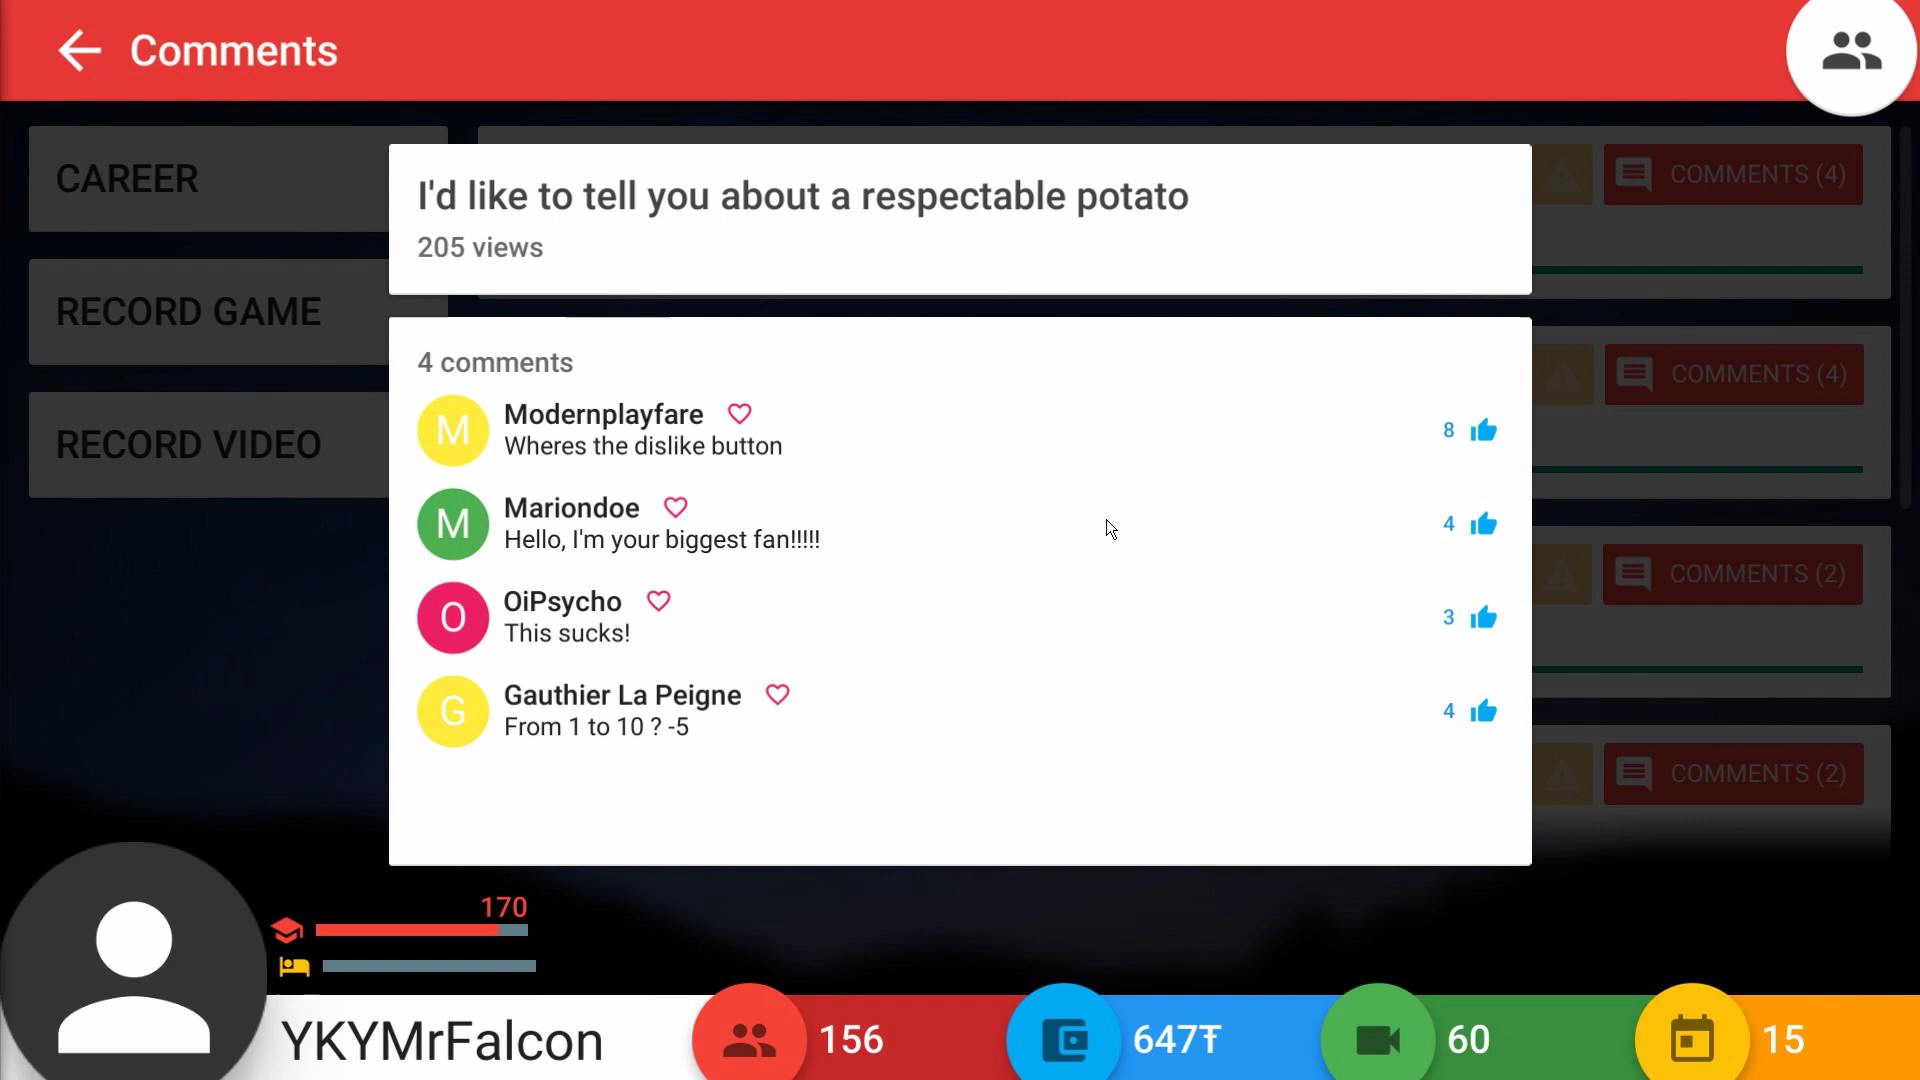 Comments
CAREER
RECORD GAME
RECORD VIDEO
COMMENTS (4)
COMMENTS (4)
COMMENTS (2)
COMMENTS (2)
I'd like to tell you about a respectable potato
205 views
4 comments
M
Modernplayfare
Wheres the dislike button
8
M
Mariondoe
Hello, I'm your biggest fan!!!!!
4
O
OiPsycho
This sucks!
3
G
Gauthier La Peigne
From 1 to 10 ? -5
4
170
YKYMrFalcon
156
647Ŧ
60
15